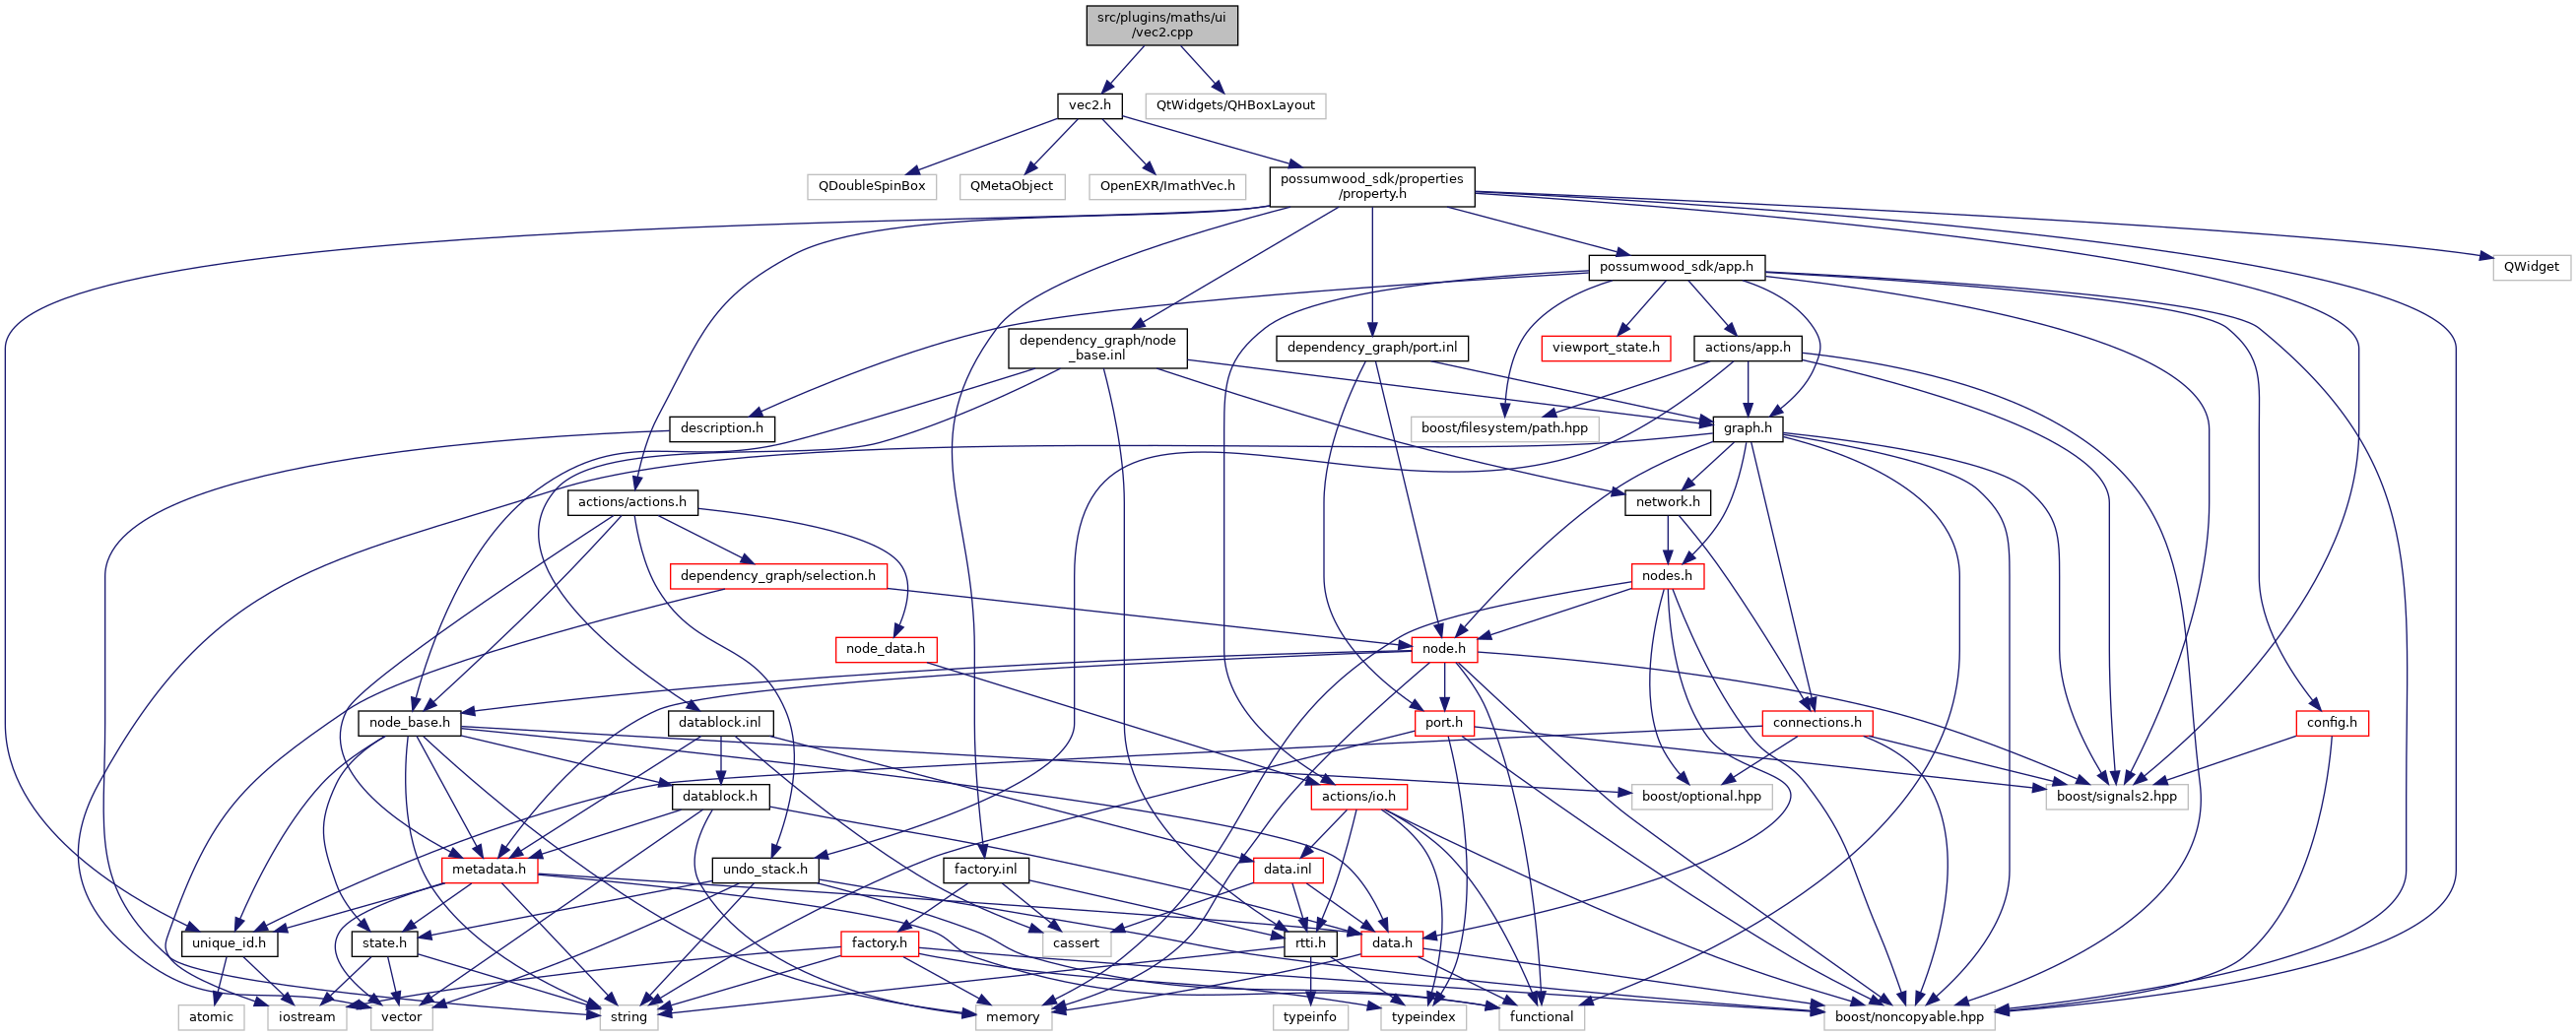 src/plugins/maths/ui
/vec2.cpp
vec2.h
QtWidgets/QHBoxLayout
QDoubleSpinBox
QMetaObject
OpenEXR/ImathVec.h
possumwood_sdk/properties
/property.h
possumwood_sdk/app.h
QWidget
dependency_graph/node
_base.inl
dependency_graph/port.inl
viewport_state.h
actions/app.h
description.h
boost/filesystem/path.hpp
graph.h
actions/actions.h
network.h
dependency_graph/selection.h
nodes.h
node_data.h
node.h
node_base.h
datablock.inl
port.h
connections.h
config.h
datablock.h
actions/io.h
boost/optional.hpp
boost/signals2.hpp
metadata.h
undo_stack.h
factory.inl
data.inl
unique_id.h
state.h
factory.h
cassert
rtti.h
data.h
atomic
iostream
vector
string
memory
typeinfo
typeindex
functional
boost/noncopyable.hpp